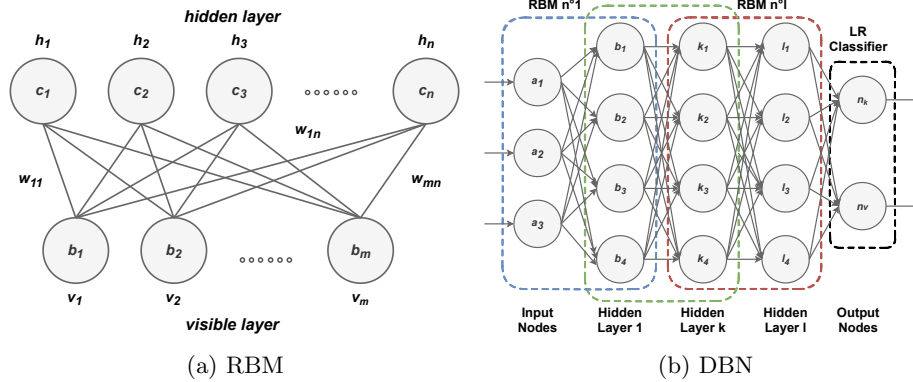 hidden layer
h1 h2 h3 hn
c1 c2 c3 cn
w1n
w11 wmn
b1 b2 bm
v1 v2 vm
visible layer
(a) RBM
RBM n°1 RBM n°l
LR
Classifier
b1 k1 l1
a1
nk
b2 k2 l2
a2
b3 k3 l3
nv
a3
b4 k4 l4
Input Hidden Hidden Hidden Output
Nodes Layer 1 Layer k Layer l Nodes
(b) DBN